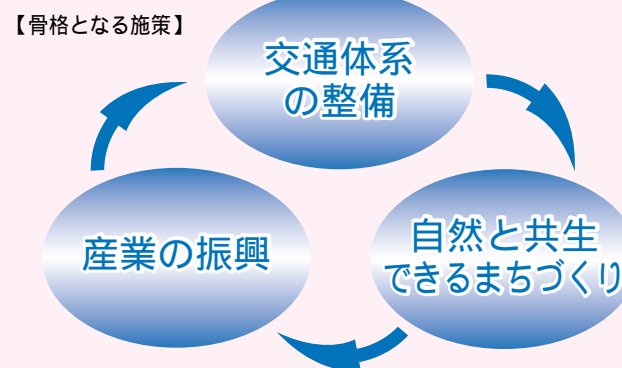 【骨格となる施策】
交通体系
の整備
産業の振興
自然と共生
できるまちづくり